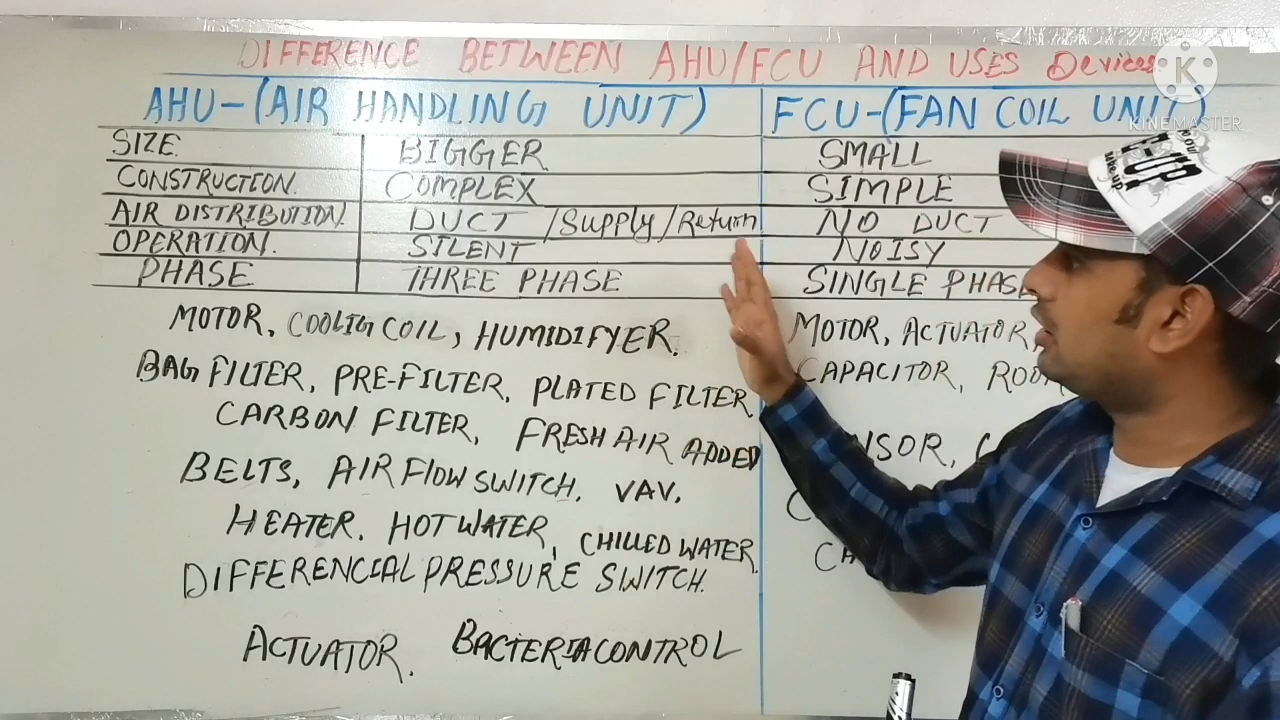 DIFFERENCE BETWEEN AHU/FCU AND USES Devices
AHU-(AIR HANDLING UNIT) FCU-(FAN COIL UNIT)
SIZE. BIGGER SMALL
CONSTRUCTION. COMPLEX SIMPLE
AIR DISTRIBUTION. DUCT /Supply/Return NO DUCT
OPERATION. SILENT NOISY
PHASE THREE PHASE SINGLE PHASE
MOTOR, COOLIG COIL, HUMIDIFYER.
BAG FILTER, PRE-FILTER, PLATED FILTER
CARBON FILTER, FRESH AIR ADDED
BELTS, AIR FLOW SWITCH, VAV.
HEATER. HOT WATER, CHILLED WATER.
DIFFERENCIAL PRESSURE SWITCH.
ACTUATOR. BACTERIA CONTROL
MOTOR, ACTUATOR,
CAPACITOR,
KINEMASTER
K